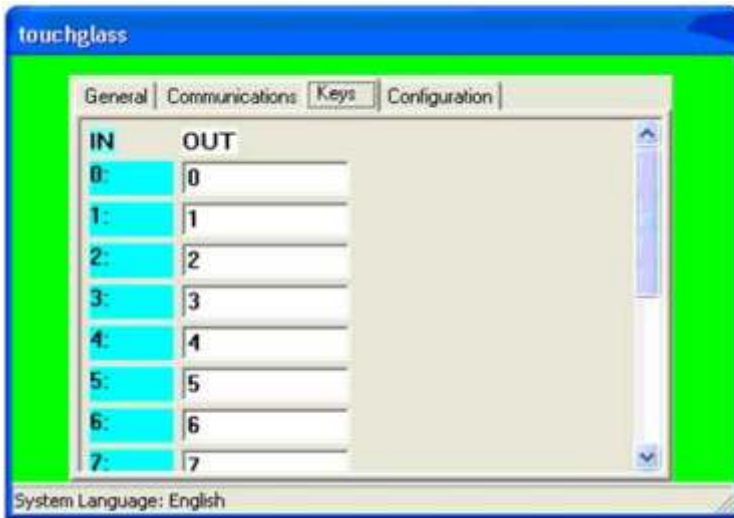 touchglass
General Communications Keys Configuration
IN OUT
0: 0
1: 1
2: 2
3: 3
4: 4
5: 5
6: 6
7: 7
System Language: English